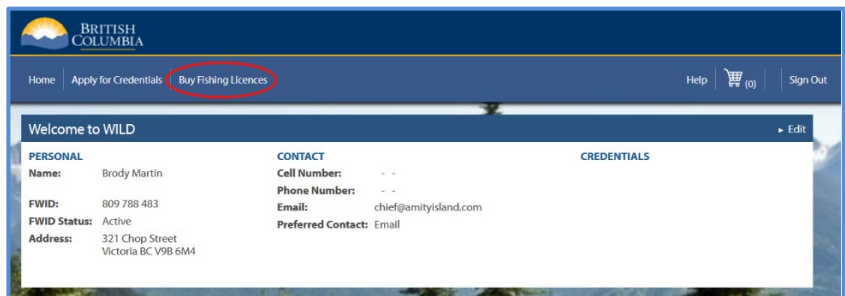 BRITISH
COLUMBIA
Home Apply for Credentials Buy Fishing Licences Help (0) Sign Out
Welcome to WILD ▸ Edit
PERSONAL CONTACT CREDENTIALS
Name: Brody Martin Cell Number: - -
Phone Number: - -
FWID: 809 788 483 Email: chief@amityisland.com
FWID Status: Active Preferred Contact: Email
Address: 321 Chop Street
Victoria BC V9B 6M4